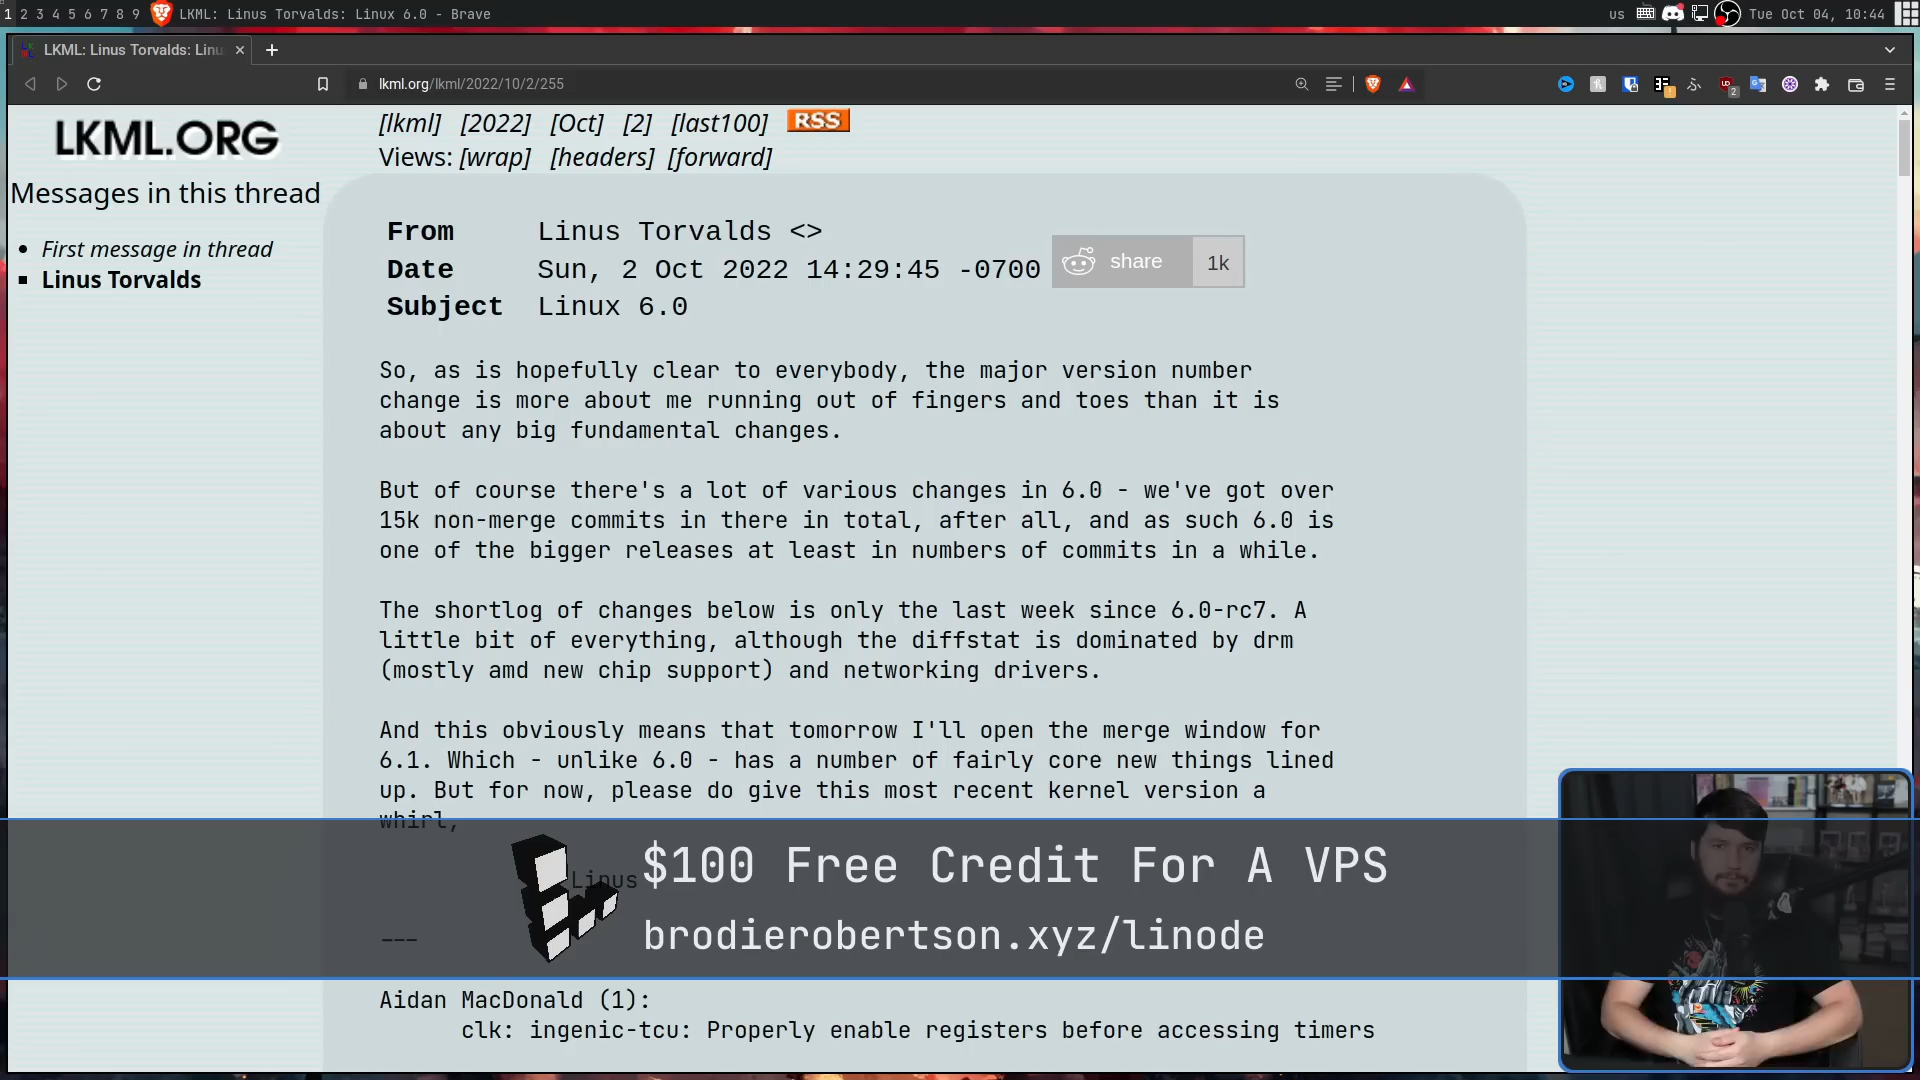 1 2 3 4 5 6 7 8 9 LKML: Linus Torvalds: Linux 6.0 - Brave us Tue Oct 04, 10:44
LKML: Linus Torvalds: Linu
lkml.org/lkml/2022/10/2/255
LKML.ORG
[lkml] [2022] [Oct] [2] [last100] RSS
Views: [wrap] [headers] [forward]
Messages in this thread
First message in thread
Linus Torvalds
From Linus Torvalds <>
Date Sun, 2 Oct 2022 14:29:45 -0700
share 1k
Subject Linux 6.0
So, as is hopefully clear to everybody, the major version number
change is more about me running out of fingers and toes than it is
about any big fundamental changes.
But of course there's a lot of various changes in 6.0 - we've got over
15k non-merge commits in there in total, after all, and as such 6.0 is
one of the bigger releases at least in numbers of commits in a while.
The shortlog of changes below is only the last week since 6.0-rc7. A
little bit of everything, although the diffstat is dominated by drm
(mostly amd new chip support) and networking drivers.
And this obviously means that tomorrow I'll open the merge window for
6.1. Which - unlike 6.0 - has a number of fairly core new things lined
up. But for now, please do give this most recent kernel version a
whirl,
Linus
$100 Free Credit For A VPS
brodierobertson.xyz/linode
---
Aidan MacDonald (1):
clk: ingenic-tcu: Properly enable registers before accessing timers